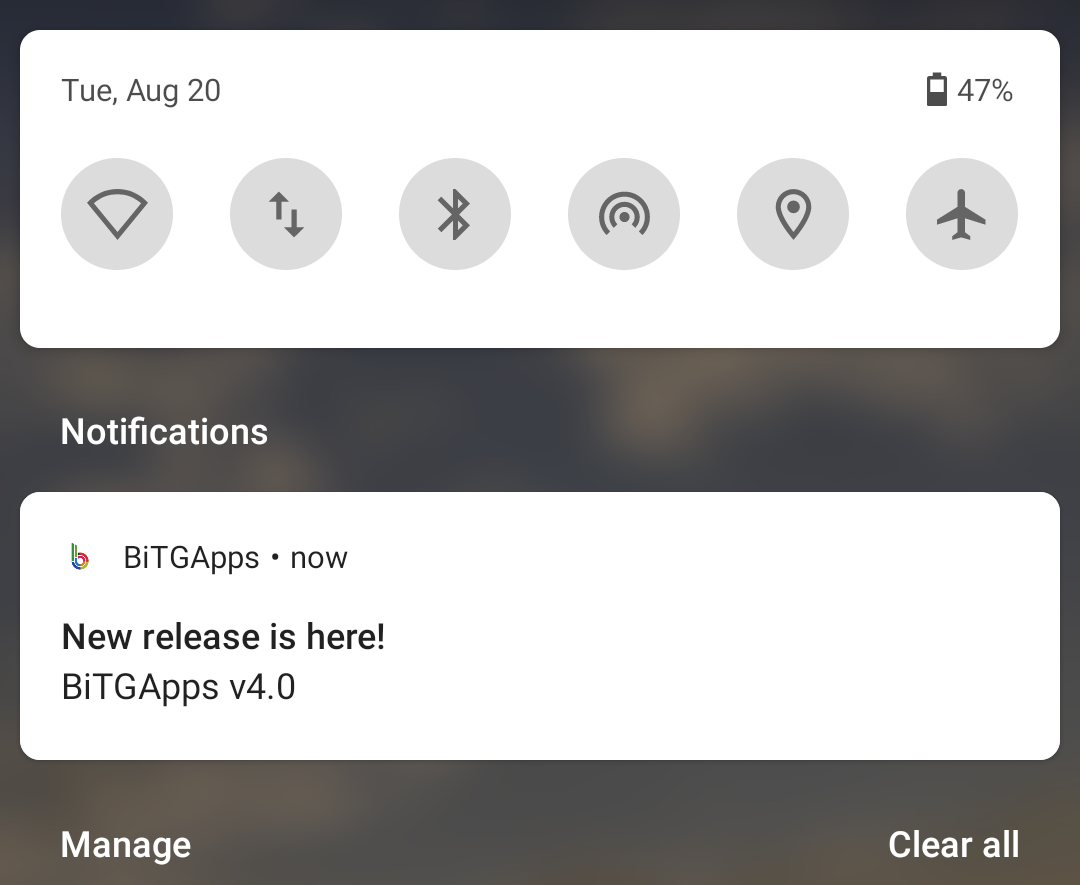 Tue, Aug 20 47%
Notifications
BiTGApps • now
New release is here!
BiTGApps v4.0
Manage Clear all